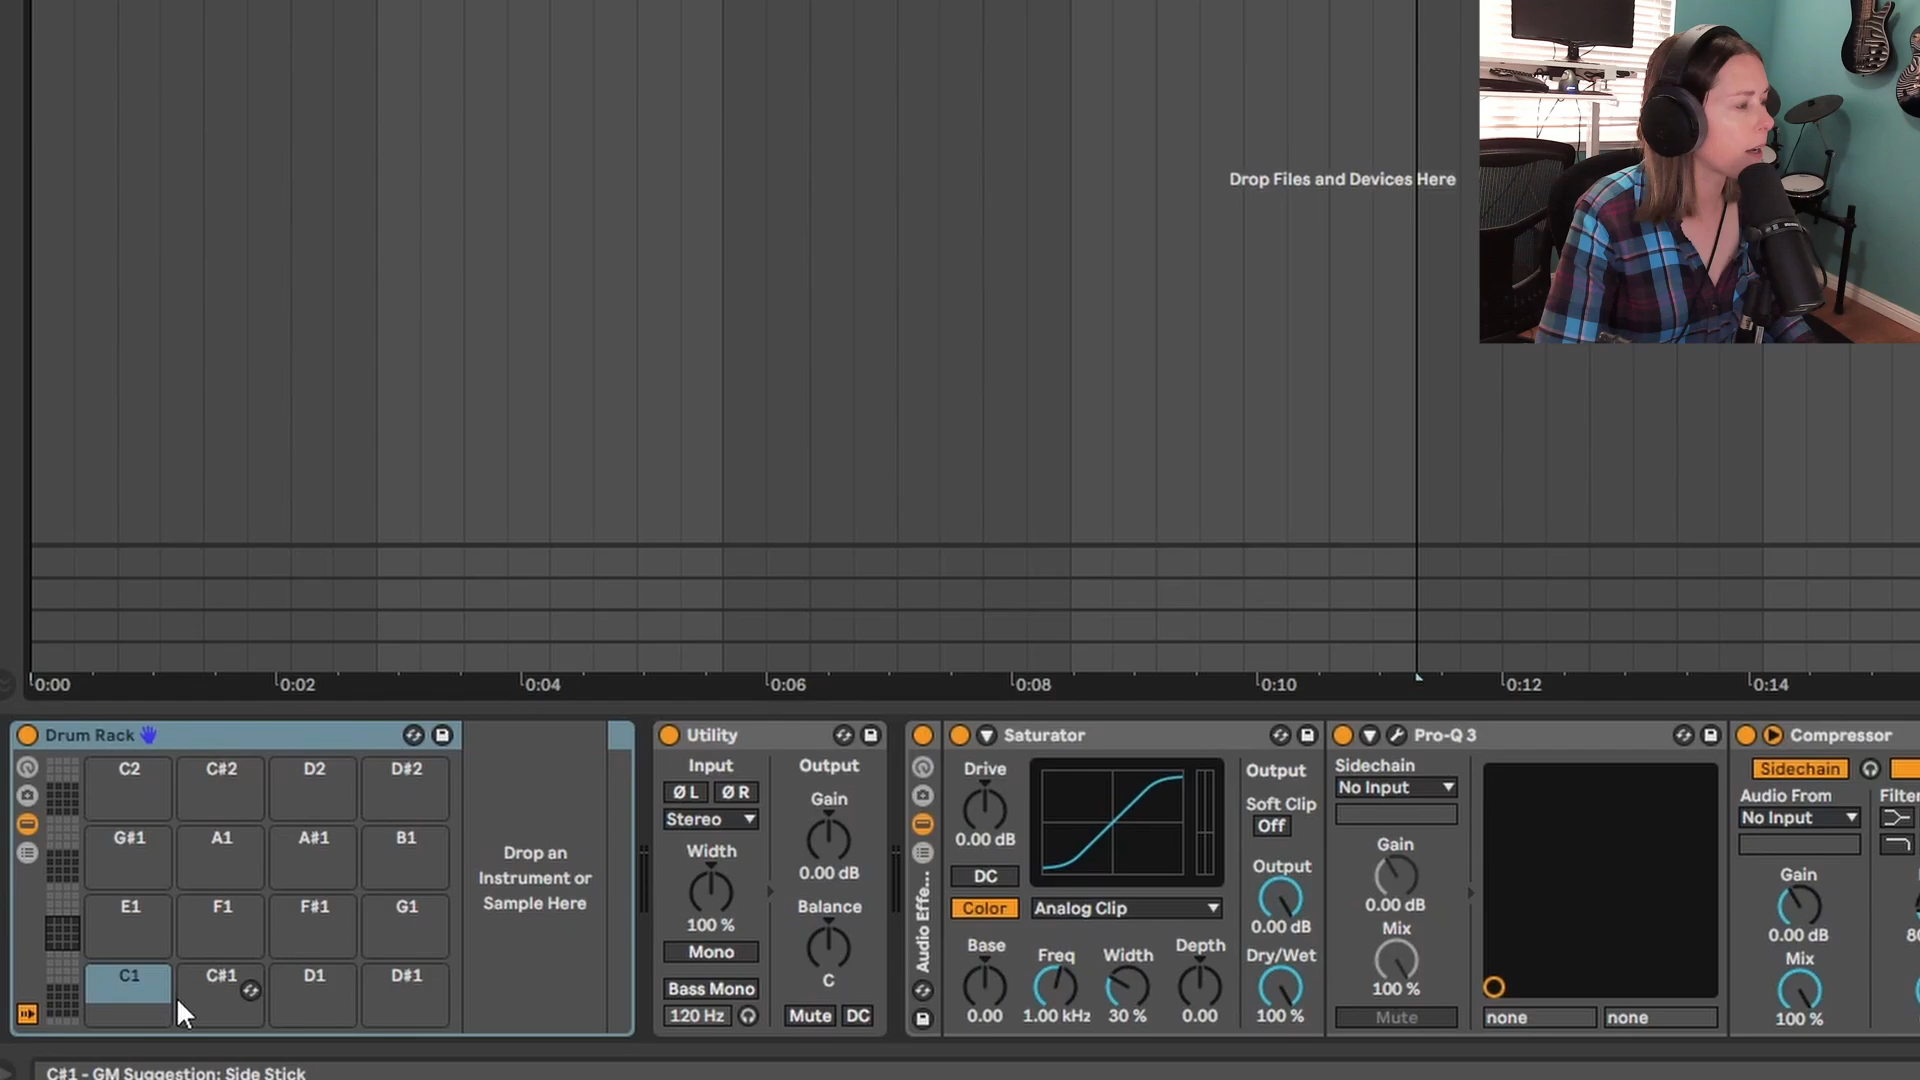 Drop Files and Devices Here
0:00
0:02
0:04
0:06
0:08
0:10
0:12
0:14
Drum Rack
C2
C#2
D2
D#2
G#1
A1
A#1
B1
E1
F1
F#1
G1
C1
C#1
D1
D#1
Drop an
Instrument or
Sample Here
Utility
Input
Ø L
Ø R
Stereo
Width
100 %
Mono
Bass Mono
120 Hz
Output
Gain
0.00 dB
Balance
C
Mute
DC
Audio Effe...
Saturator
Drive
0.00 dB
DC
Color
Analog Clip
Base
0.00
Freq
1.00 kHz
Width
30 %
Depth
0.00
Output
Soft Clip
Off
Output
0.00 dB
Dry/Wet
100 %
Pro-Q 3
Sidechain
No Input
Gain
0.00 dB
Mix
100 %
Mute
none
none
Compressor
Sidechain
Audio From
No Input
Gain
0.00 dB
Mix
100 %
Filter
C#1 - GM Suggestion: Side Stick